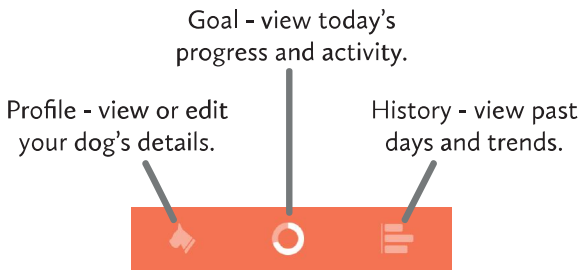 Goal - view today's
progress and activity.
Profile - view or edit
your dog's details.
History - view past
days and trends.